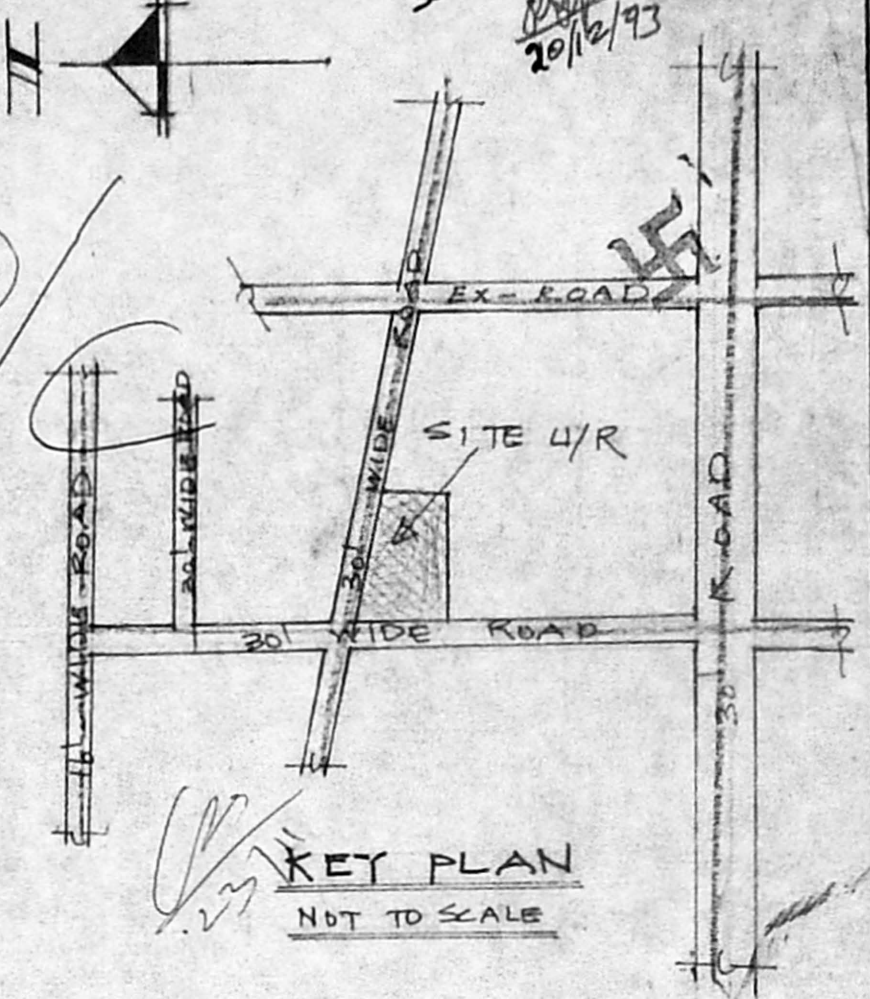 20/12/93
N
EX-ROAD
30' WIDE ROAD
SITE U/R
WIDE ROAD
16' WIDE ROAD
30' WIDE ROAD
30' ROAD
KEY PLAN
NOT TO SCALE